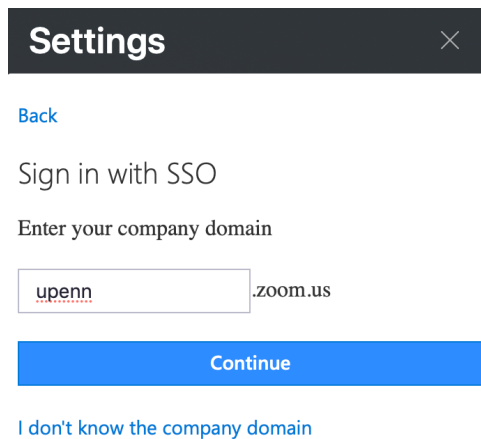 Settings
Back
Sign in with SSO
Enter your company domain
upenn .zoom.us
Continue
I don't know the company domain